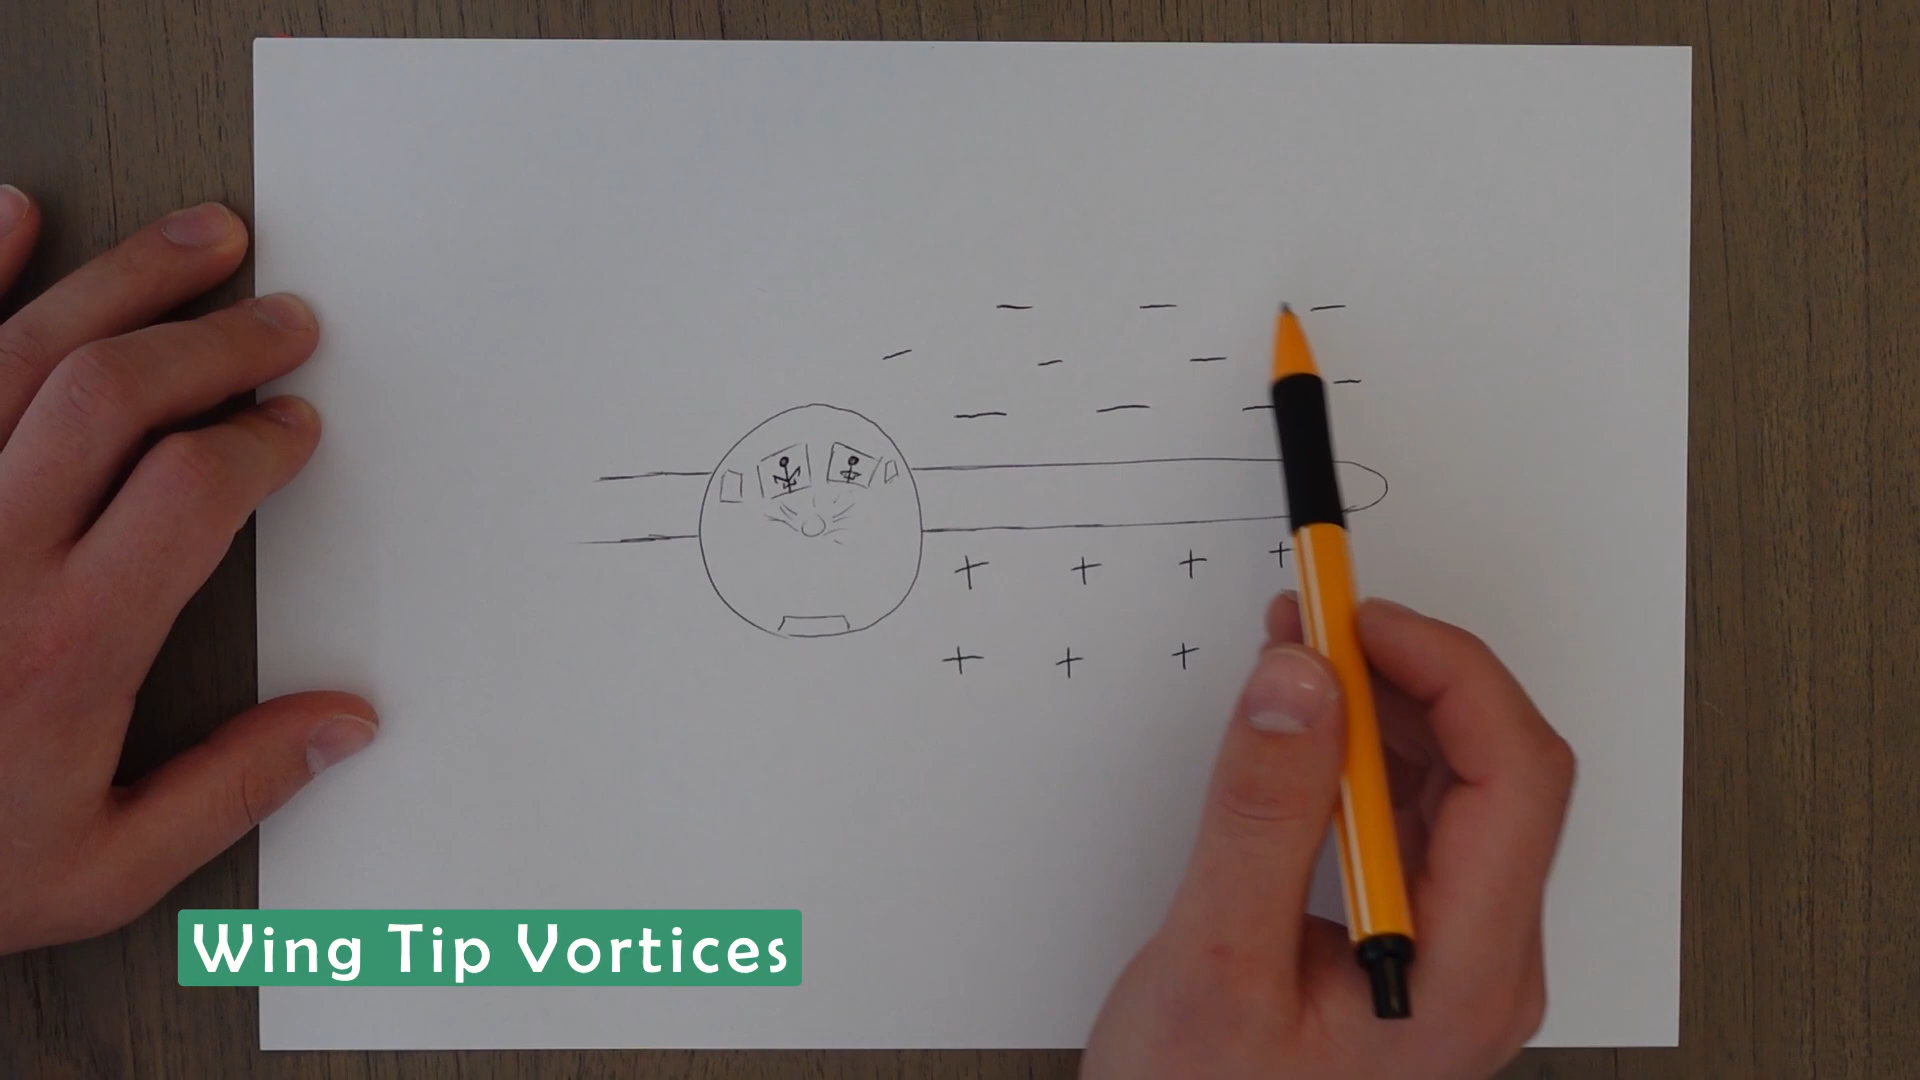 − − −
− − − −
− − −
+ + + +
+ + +
Wing Tip Vortices